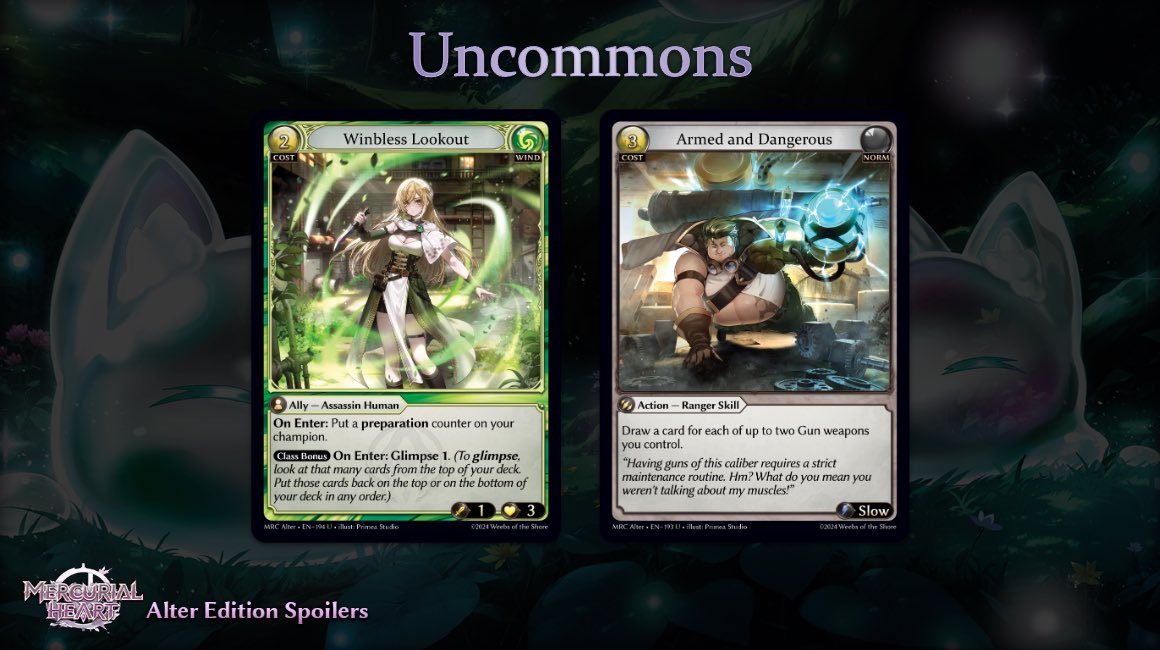 Uncommons
2
COST
Winbless Lookout
WIND
Ally — Assassin Human
On Enter: Put a preparation counter on your
champion.
Class Bonus On Enter: Glimpse 1. (To glimpse,
look at that many cards from the top of your deck.
Put those cards back on the top or on the bottom of
your deck in any order.)
1
3
MRC Alter • EN-194 U • illust: Primea Studio
©2024 Weebs of the Shore
3
COST
Armed and Dangerous
NORM
Action — Ranger Skill
Draw a card for each of up to two Gun weapons
you control.
“Having guns of this caliber requires a strict
maintenance routine. Hm? What do you mean you
weren’t talking about my muscles!”
Slow
MRC Alter • EN-193 U • illust: Primea Studio
©2024 Weebs of the Shore
MERCURIAL
HEART
Alter Edition Spoilers